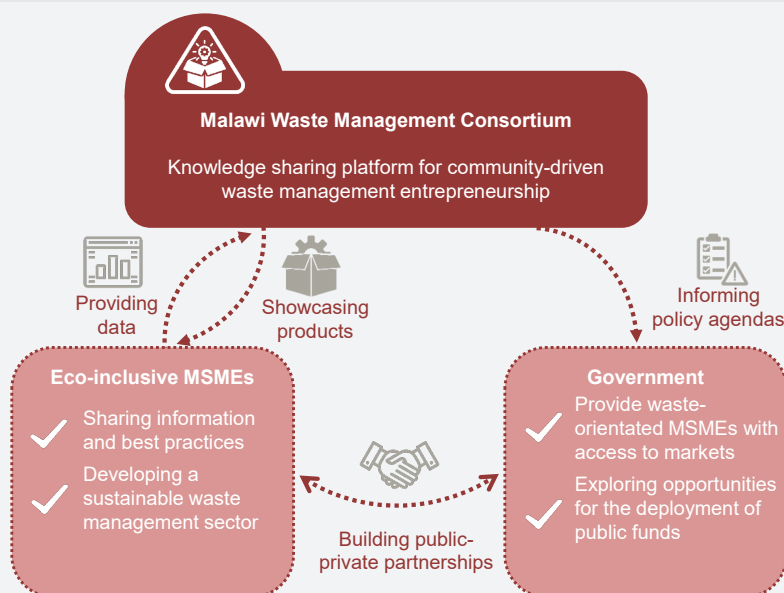 Malawi Waste Management Consortium
Knowledge sharing platform for community-driven
waste management entrepreneurship
Providing
data
Showcasing
products
Informing
policy agendas
Eco-inclusive MSMEs
Sharing information
and best practices
Developing a
sustainable waste
management sector
Building public-
private partnerships
Government
Provide waste-
orientated MSMEs with
access to markets
Exploring opportunities
for the deployment of
public funds